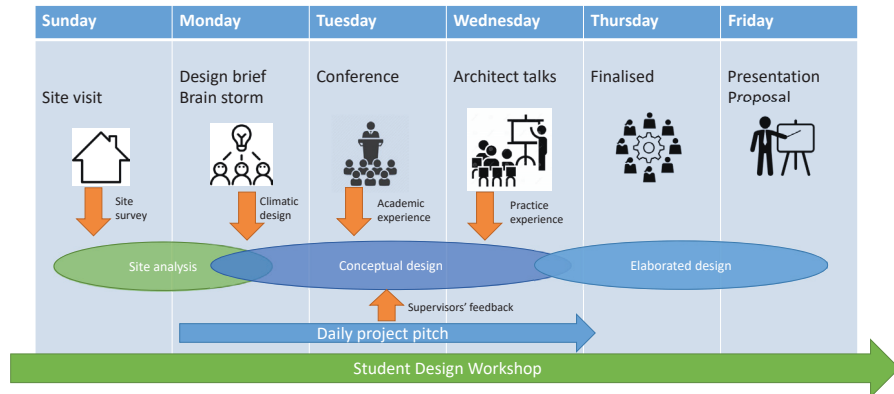 Sunday
Monday
Tuesday
Wednesday
Thursday
Friday
Site visit
Design brief
Brain storm
Conference
Architect talks
Finalised
Presentation
Proposal
Site
survey
Climatic
design
Academic
experience
Practice
experience
Site analysis
Conceptual design
Elaborated design
Supervisors' feedback
Daily project pitch
Student Design Workshop